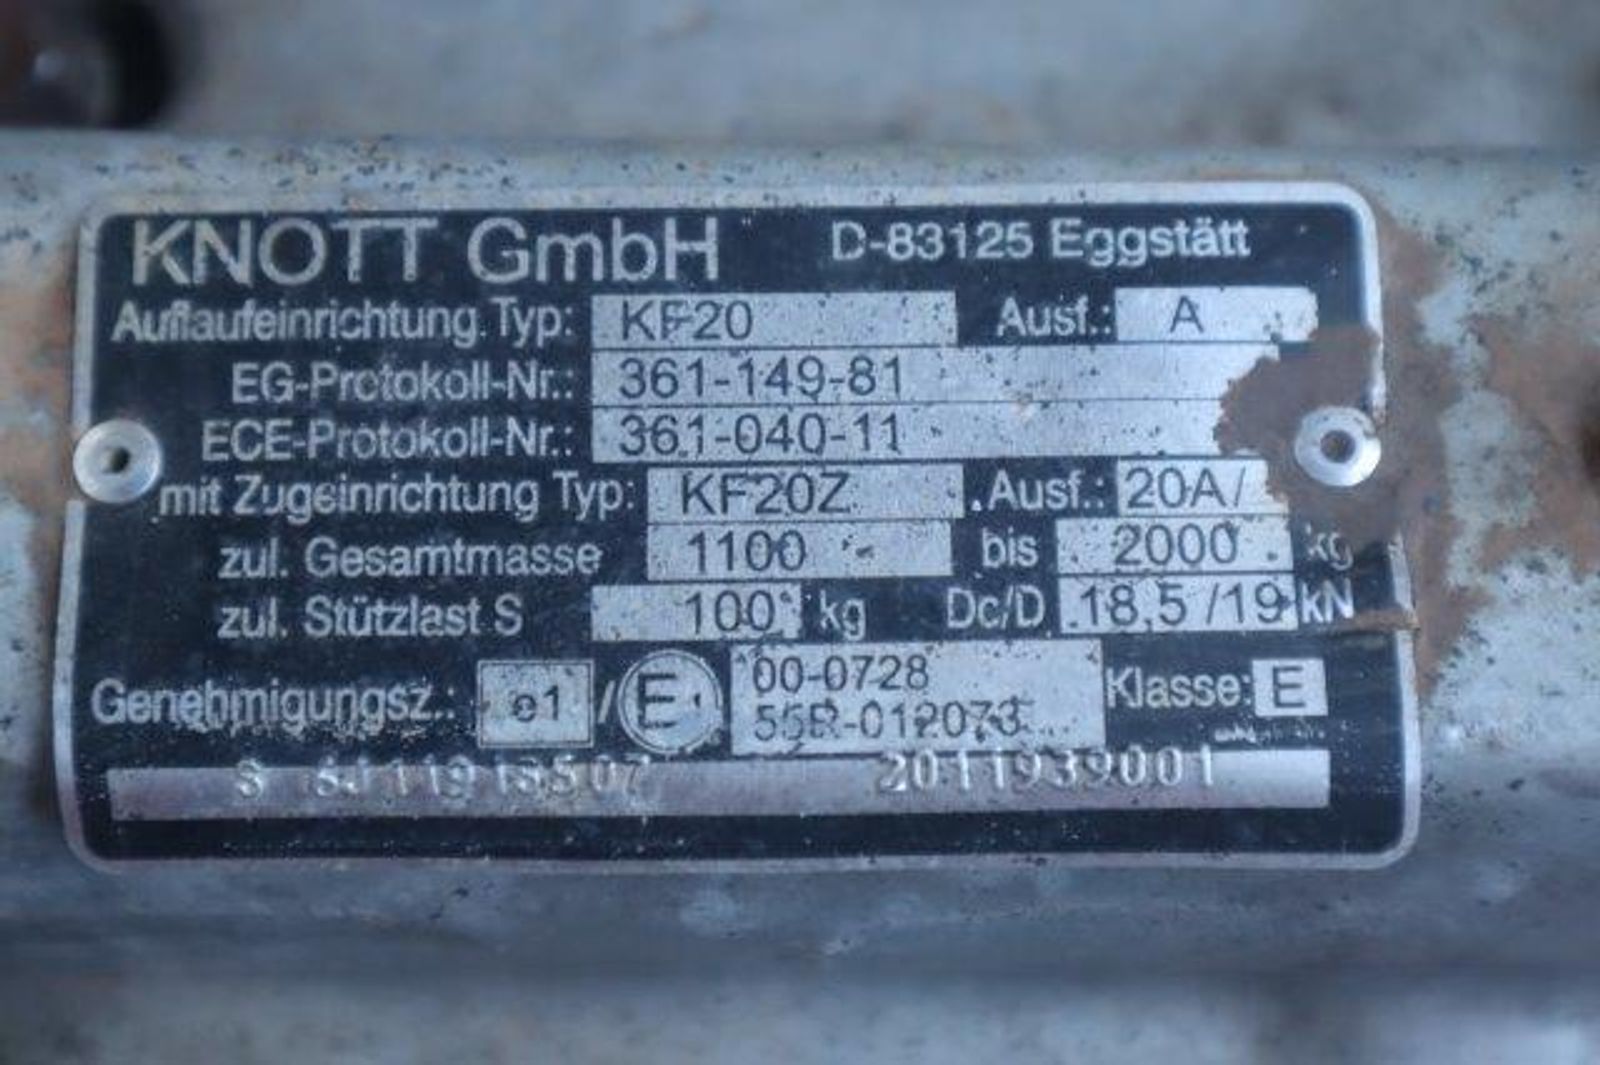 KNOTT GmbH D-83125 Eggstätt
Auflaufeinrichtung Typ: KF20 Ausf.: A
EG-Protokoll-Nr.: 361-149-81
ECE-Protokoll-Nr.: 361-040-11
mit Zugeinrichtung Typ: KF20Z Ausf.: 20A/
zul. Gesamtmasse 1100 bis 2000 kg
zul. Stützlast S 100 kg Dc/D 18,5 /19 kN
Genehmigungsz.: e1 / E 00-0728 Klasse: E
55R-012073
2011939001